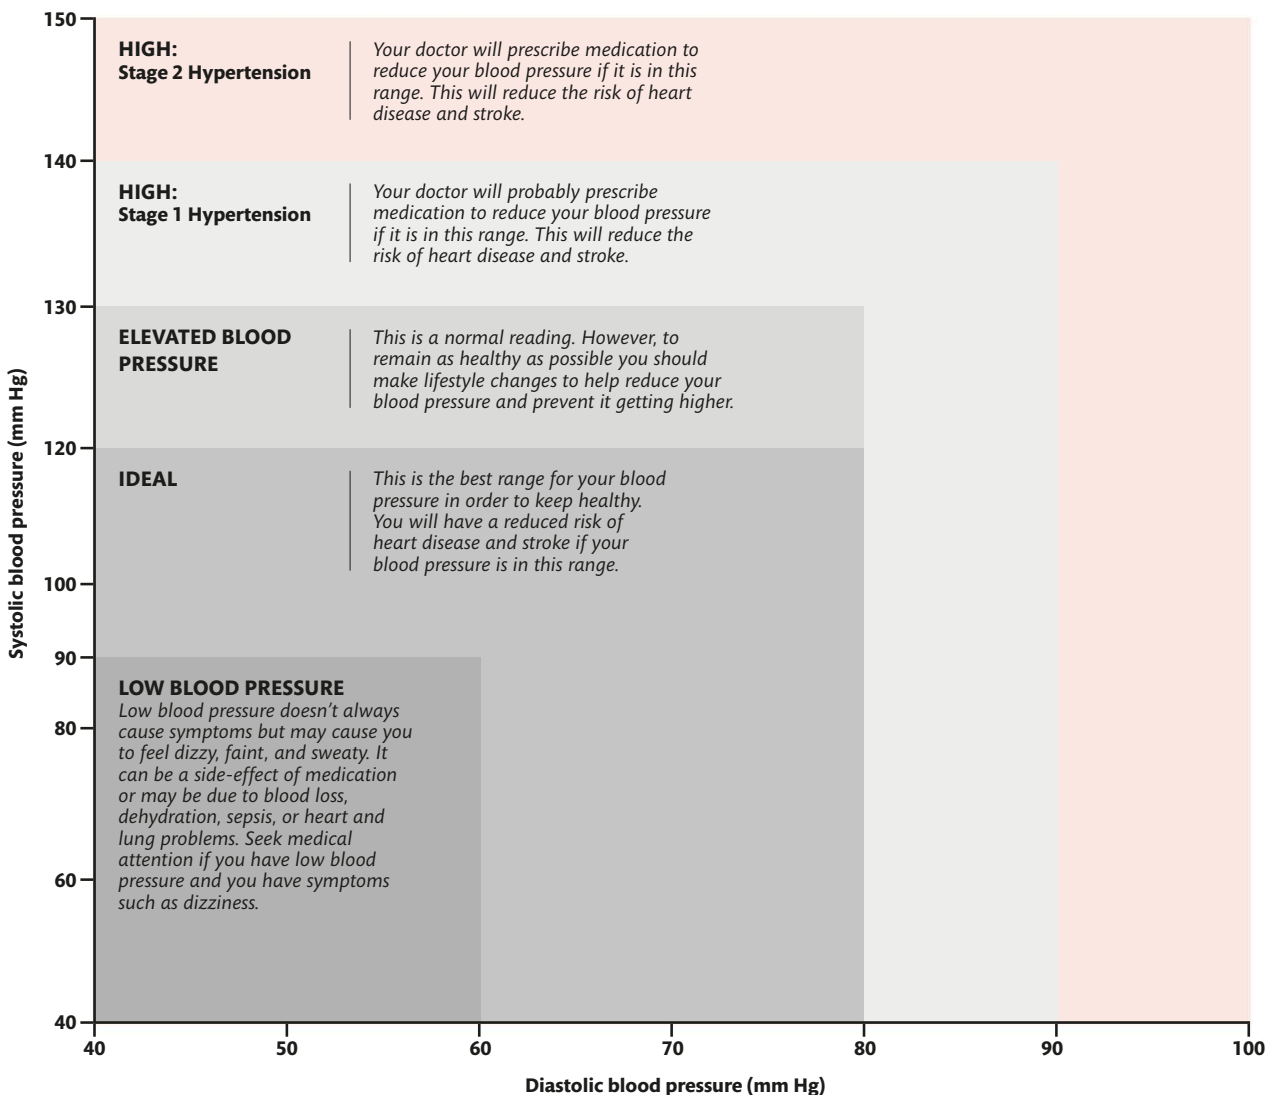 150
HIGH:
Stage 2 Hypertension
Your doctor will prescribe medication to
reduce your blood pressure if it is in this
range. This will reduce the risk of heart
disease and stroke.
140
HIGH:
Stage 1 Hypertension
Your doctor will probably prescribe
medication to reduce your blood pressure
if it is in this range. This will reduce the
risk of heart disease and stroke.
130
ELEVATED BLOOD
PRESSURE
This is a normal reading. However, to
remain as healthy as possible you should
make lifestyle changes to help reduce your
blood pressure and prevent it getting higher.
Systolic blood pressure (mm Hg)
120
IDEAL
This is the best range for your blood
pressure in order to keep healthy.
You will have a reduced risk of
heart disease and stroke if your
blood pressure is in this range.
100
90
LOW BLOOD PRESSURE
Low blood pressure doesn’t always
cause symptoms but may cause you
to feel dizzy, faint, and sweaty. It
can be a side-effect of medication
or may be due to blood loss,
dehydration, sepsis, or heart and
lung problems. Seek medical
attention if you have low blood
pressure and you have symptoms
such as dizziness.
80
60
40
40 50 60 70 80 90 100
Diastolic blood pressure (mm Hg)